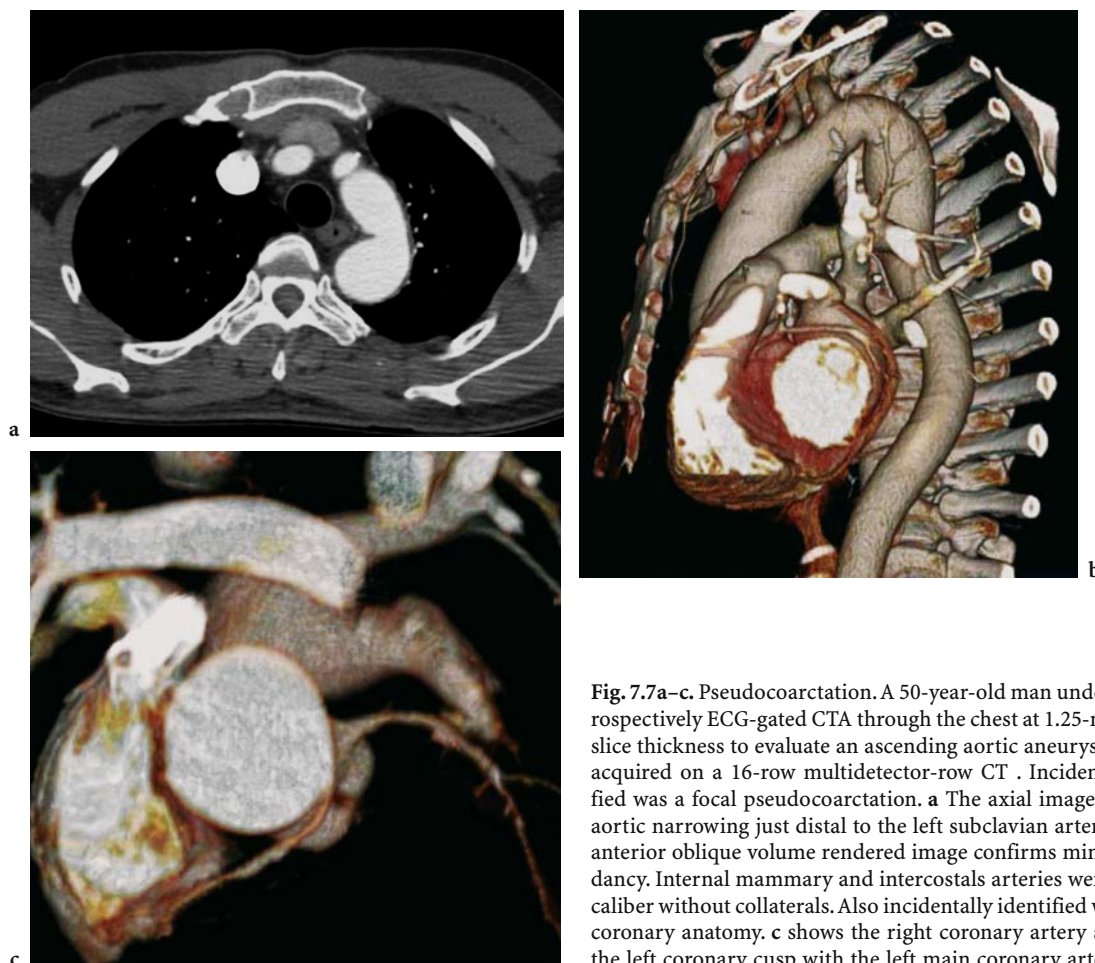 a
b
c
Fig. 7.7a–c. Pseudocoarctation. A 50-year-old man unde
rospectively ECG-gated CTA through the chest at 1.25-
slice thickness to evaluate an ascending aortic aneurys
acquired on a 16-row multidetector-row CT . Inciden
fied was a focal pseudocoarctation. a The axial image
aortic narrowing just distal to the left subclavian arter
anterior oblique volume rendered image confirms min
dancy. Internal mammary and intercostals arteries wer
caliber without collaterals. Also incidentally identified
coronary anatomy. c shows the right coronary artery
the left coronary cusp with the left main coronary arte